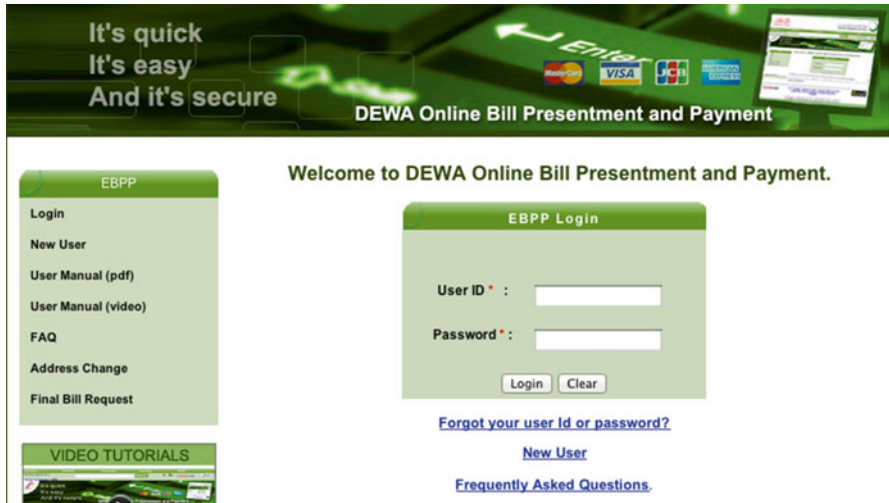 It's quick
It's easy
And it's secure
Enter
MasterCard
VISA
JCB
AMERICAN EXPRESS
DEWA Online Bill Presentment and Payment
EBPP
Login
New User
User Manual (pdf)
User Manual (video)
FAQ
Address Change
Final Bill Request
VIDEO TUTORIALS
Welcome to DEWA Online Bill Presentment and Payment.
EBPP Login
User ID * :
Password * :
Login Clear
Forgot your user Id or password?
New User
Frequently Asked Questions.